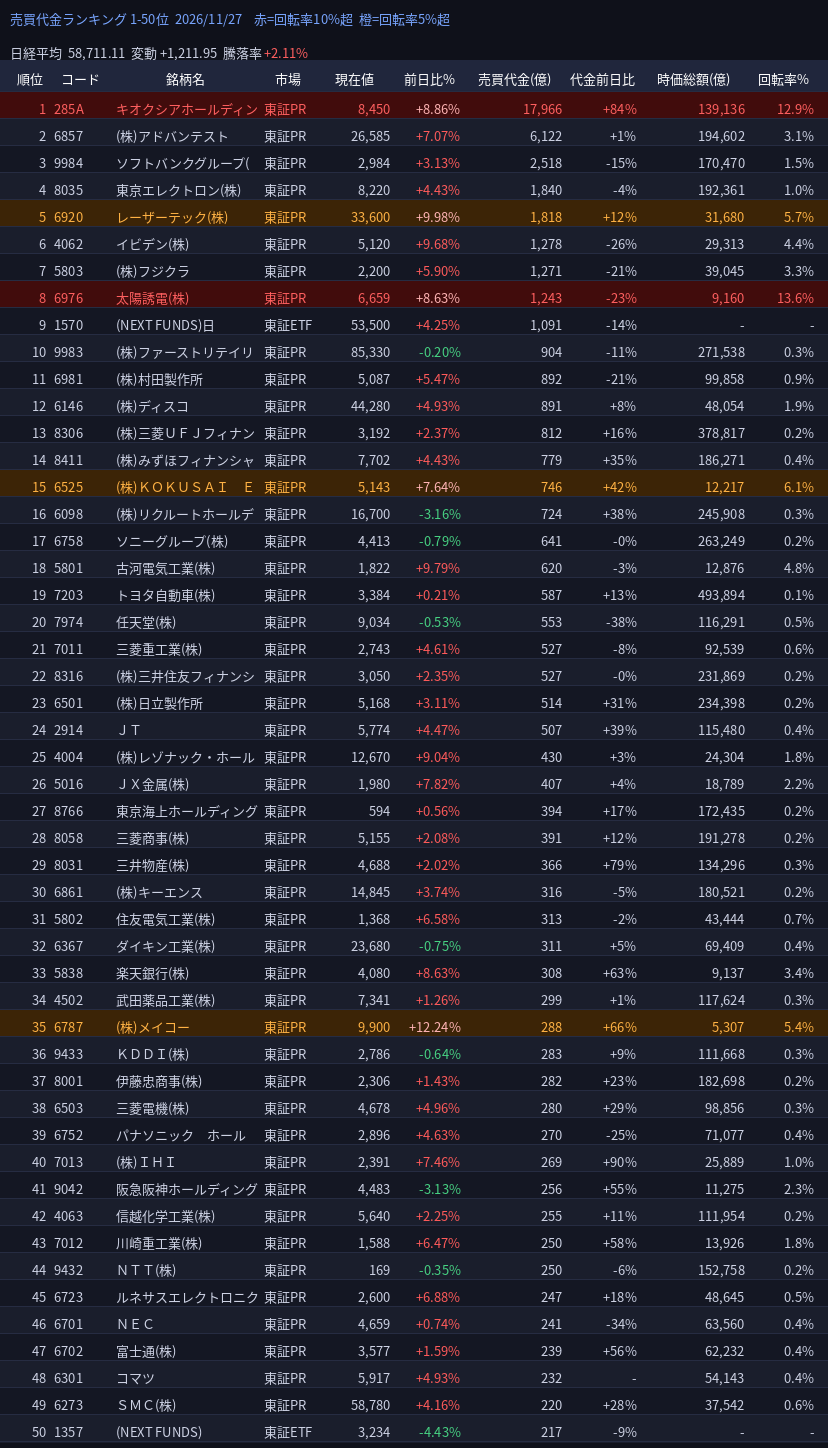 売買代金ランキング 1-50位 2026/11/27 赤=回転率10%超 橙=回転率5%超
日経平均 58,711.11 変動 +1,211.95 騰落率+2.11%
順位 コード 銘柄名 市場 現在値 前日比% 売買代金(億) 代金前日比 時価総額(億) 回転率%
1 285A キオクシアホールディン 東証PR 8,450 +8.86% 17,966 +84% 139,136 12.9%
2 6857 (株)アドバンテスト 東証PR 26,585 +7.07% 6,122 +1% 194,602 3.1%
3 9984 ソフトバンクグループ( 東証PR 2,984 +3.13% 2,518 -15% 170,470 1.5%
4 8035 東京エレクトロン(株) 東証PR 8,220 +4.43% 1,840 -4% 192,361 1.0%
5 6920 レーザーテック(株) 東証PR 33,600 +9.98% 1,818 +12% 31,680 5.7%
6 4062 イビデン(株) 東証PR 5,120 +9.68% 1,278 -26% 29,313 4.4%
7 5803 (株)フジクラ 東証PR 2,200 +5.90% 1,271 -21% 39,045 3.3%
8 6976 太陽誘電(株) 東証PR 6,659 +8.63% 1,243 -23% 9,160 13.6%
9 1570 (NEXT FUNDS)日 東証ETF 53,500 +4.25% 1,091 -14% - -
10 9983 (株)ファーストリテイリ 東証PR 85,330 -0.20% 904 -11% 271,538 0.3%
11 6981 (株)村田製作所 東証PR 5,087 +5.47% 892 -21% 99,858 0.9%
12 6146 (株)ディスコ 東証PR 44,280 +4.93% 891 +8% 48,054 1.9%
13 8306 (株)三菱ＵＦＪフィナン 東証PR 3,192 +2.37% 812 +16% 378,817 0.2%
14 8411 (株)みずほフィナンシャ 東証PR 7,702 +4.43% 779 +35% 186,271 0.4%
15 6525 (株)ＫＯＫＵＳＡＩ　Ｅ 東証PR 5,143 +7.64% 746 +42% 12,217 6.1%
16 6098 (株)リクルートホールデ 東証PR 16,700 -3.16% 724 +38% 245,908 0.3%
17 6758 ソニーグループ(株) 東証PR 4,413 -0.79% 641 -0% 263,249 0.2%
18 5801 古河電気工業(株) 東証PR 1,822 +9.79% 620 -3% 12,876 4.8%
19 7203 トヨタ自動車(株) 東証PR 3,384 +0.21% 587 +13% 493,894 0.1%
20 7974 任天堂(株) 東証PR 9,034 -0.53% 553 -38% 116,291 0.5%
21 7011 三菱重工業(株) 東証PR 2,743 +4.61% 527 -8% 92,539 0.6%
22 8316 (株)三井住友フィナンシ 東証PR 3,050 +2.35% 527 -0% 231,869 0.2%
23 6501 (株)日立製作所 東証PR 5,168 +3.11% 514 +31% 234,398 0.2%
24 2914 ＪＴ 東証PR 5,774 +4.47% 507 +39% 115,480 0.4%
25 4004 (株)レゾナック・ホール 東証PR 12,670 +9.04% 430 +3% 24,304 1.8%
26 5016 ＪＸ金属(株) 東証PR 1,980 +7.82% 407 +4% 18,789 2.2%
27 8766 東京海上ホールディング 東証PR 594 +0.56% 394 +17% 172,435 0.2%
28 8058 三菱商事(株) 東証PR 5,155 +2.08% 391 +12% 191,278 0.2%
29 8031 三井物産(株) 東証PR 4,688 +2.02% 366 +79% 134,296 0.3%
30 6861 (株)キーエンス 東証PR 14,845 +3.74% 316 -5% 180,521 0.2%
31 5802 住友電気工業(株) 東証PR 1,368 +6.58% 313 -2% 43,444 0.7%
32 6367 ダイキン工業(株) 東証PR 23,680 -0.75% 311 +5% 69,409 0.4%
33 5838 楽天銀行(株) 東証PR 4,080 +8.63% 308 +63% 9,137 3.4%
34 4502 武田薬品工業(株) 東証PR 7,341 +1.26% 299 +1% 117,624 0.3%
35 6787 (株)メイコー 東証PR 9,900 +12.24% 288 +66% 5,307 5.4%
36 9433 ＫＤＤＩ(株) 東証PR 2,786 -0.64% 283 +9% 111,668 0.3%
37 8001 伊藤忠商事(株) 東証PR 2,306 +1.43% 282 +23% 182,698 0.2%
38 6503 三菱電機(株) 東証PR 4,678 +4.96% 280 +29% 98,856 0.3%
39 6752 パナソニック　ホール 東証PR 2,896 +4.63% 270 -25% 71,077 0.4%
40 7013 (株)ＩＨＩ 東証PR 2,391 +7.46% 269 +90% 25,889 1.0%
41 9042 阪急阪神ホールディング 東証PR 4,483 -3.13% 256 +55% 11,275 2.3%
42 4063 信越化学工業(株) 東証PR 5,640 +2.25% 255 +11% 111,954 0.2%
43 7012 川崎重工業(株) 東証PR 1,588 +6.47% 250 +58% 13,926 1.8%
44 9432 ＮＴＴ(株) 東証PR 169 -0.35% 250 -6% 152,758 0.2%
45 6723 ルネサスエレクトロニク 東証PR 2,600 +6.88% 247 +18% 48,645 0.5%
46 6701 ＮＥＣ 東証PR 4,659 +0.74% 241 -34% 63,560 0.4%
47 6702 富士通(株) 東証PR 3,577 +1.59% 239 +56% 62,232 0.4%
48 6301 コマツ 東証PR 5,917 +4.93% 232 - 54,143 0.4%
49 6273 ＳＭＣ(株) 東証PR 58,780 +4.16% 220 +28% 37,542 0.6%
50 1357 (NEXT FUNDS) 東証ETF 3,234 -4.43% 217 -9% - -